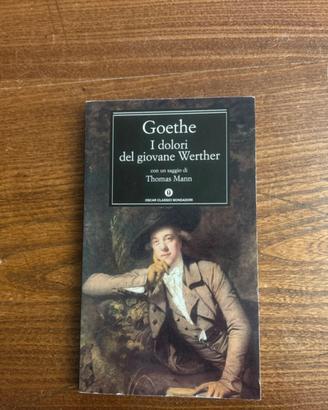 Goethe
I dolori
del giovane Werther
con un saggio di
Thomas Mann
OSCAR CLASSICI MONDADORI